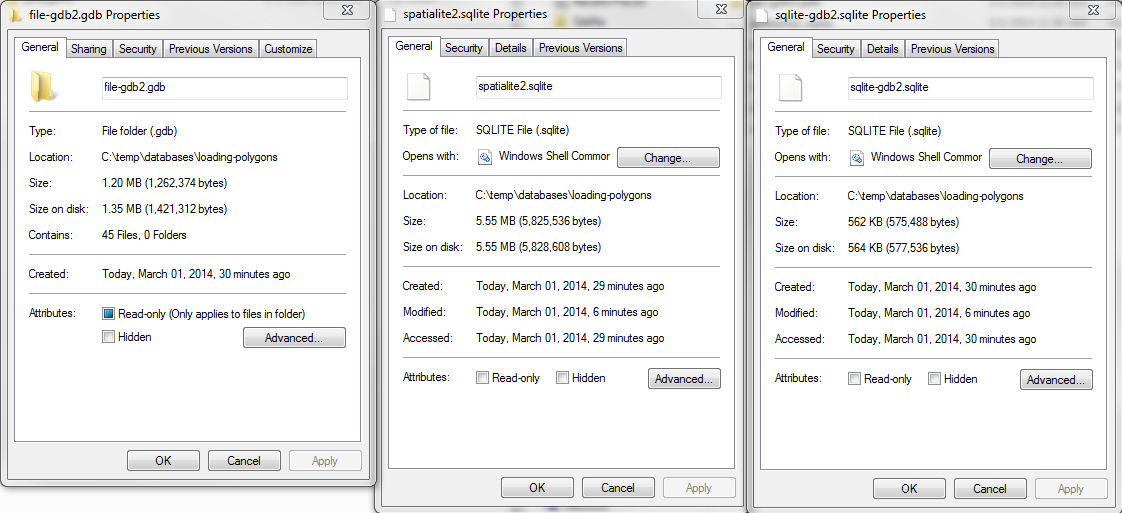 file-gdb2.gdb Properties
General Sharing Security Previous Versions Customize
file-gdb2.gdb
Type: File folder (.gdb)
Location: C:\temp\databases\loading-polygons
Size: 1.20 MB (1,262,374 bytes)
Size on disk: 1.35 MB (1,421,312 bytes)
Contains: 45 Files, 0 Folders
Created: Today, March 01, 2014, 30 minutes ago
Attributes: Read-only (Only applies to files in folder)
Hidden Advanced...
OK Cancel Apply
spatialite2.sqlite Properties
General Security Details Previous Versions
spatialite2.sqlite
Type of file: SQLITE File (.sqlite)
Opens with: Windows Shell Commor Change...
Location: C:\temp\databases\loading-polygons
Size: 5.55 MB (5,825,536 bytes)
Size on disk: 5.55 MB (5,828,608 bytes)
Created: Today, March 01, 2014, 29 minutes ago
Modified: Today, March 01, 2014, 6 minutes ago
Accessed: Today, March 01, 2014, 29 minutes ago
Attributes: Read-only Hidden Advanced...
OK Cancel Apply
sqlite-gdb2.sqlite Properties
General Security Details Previous Versions
sqlite-gdb2.sqlite
Type of file: SQLITE File (.sqlite)
Opens with: Windows Shell Commor Change...
Location: C:\temp\databases\loading-polygons
Size: 562 KB (575,488 bytes)
Size on disk: 564 KB (577,536 bytes)
Created: Today, March 01, 2014, 30 minutes ago
Modified: Today, March 01, 2014, 6 minutes ago
Accessed: Today, March 01, 2014, 30 minutes ago
Attributes: Read-only Hidden Advanced...
OK Cancel Apply